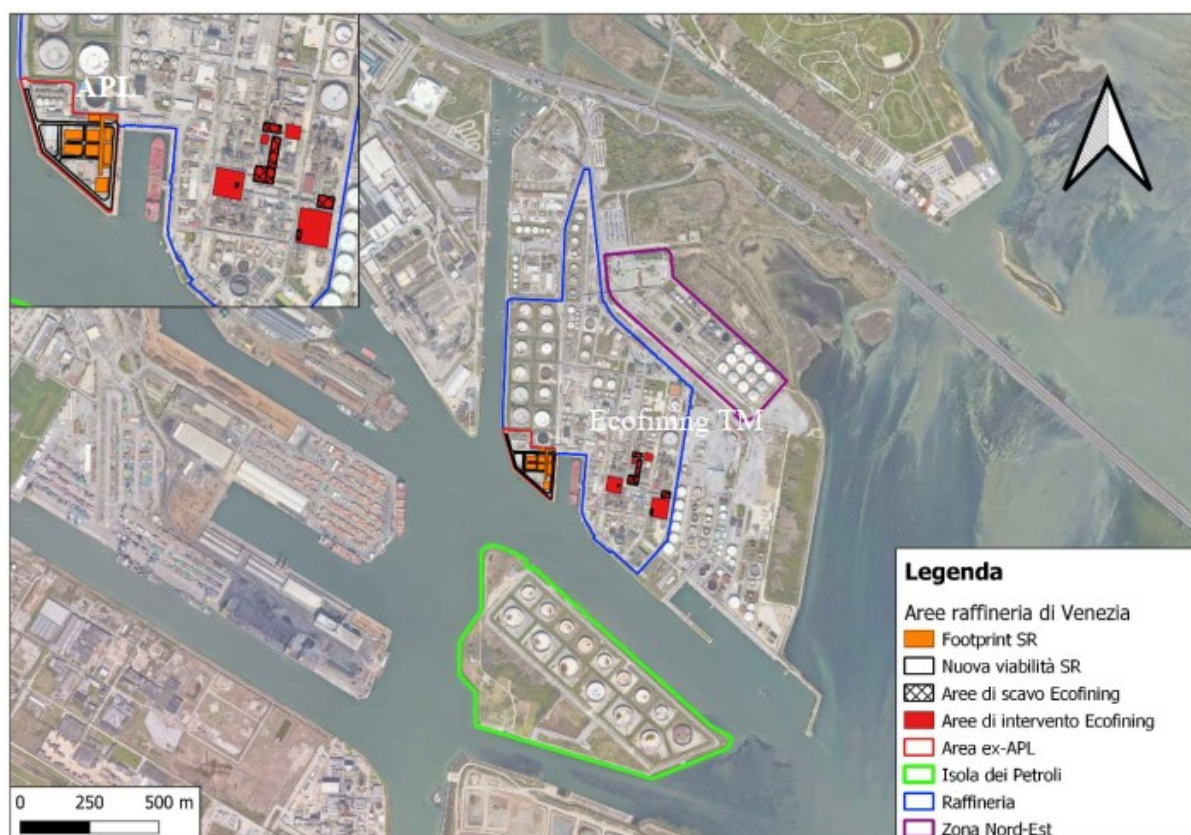 APL
Ecofining TM
Legenda
Aree raffineria di Venezia
Footprint SR
Nuova viabilità SR
Aree di scavo Ecofining
Aree di intervento Ecofining
Area ex-APL
Isola dei Petroli
Raffineria
Zona Nord-Est
0 250 500 m